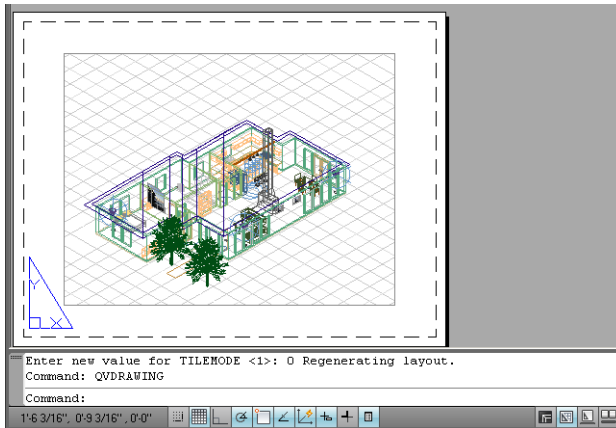 Y
X
Enter new value for TILEMODE <1>: 0 Regenerating layout.
Command: QVDRAWING
Command:
1'-6 3/16", 0'-9 3/16", 0'-0"